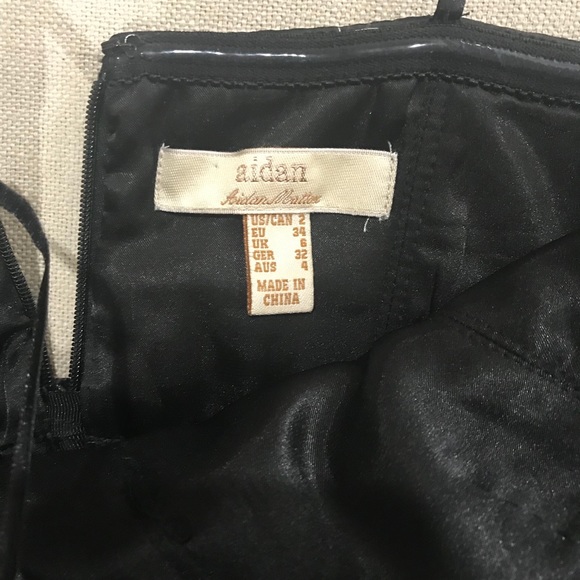 aidan
Aidan Mattox
US/CAN 2
EU 34
UK 6
GER 32
AUS 4
MADE IN
CHINA